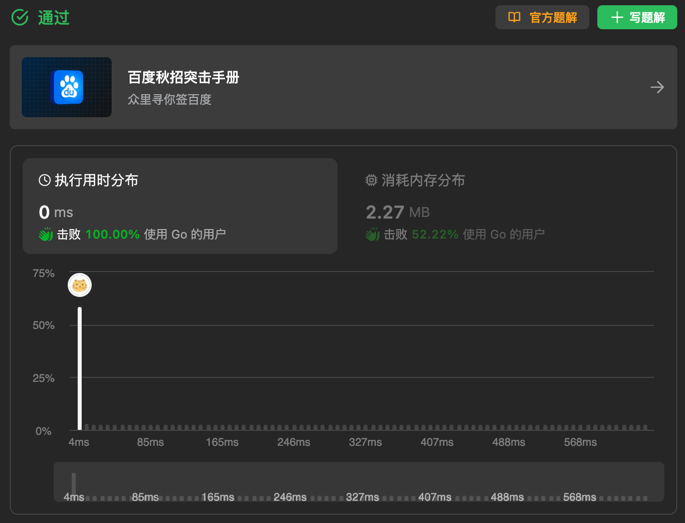 通过
官方题解
写题解
百度秋招突击手册
众里寻你签百度
du
执行用时分布
0 ms
击败 100.00% 使用 Go 的用户
消耗内存分布
2.27 MB
击败 52.22% 使用 Go 的用户
75%
50%
25%
0%
4ms 85ms 165ms 246ms 327ms 407ms 488ms 568ms
4ms 85ms 165ms 246ms 327ms 407ms 488ms 568ms